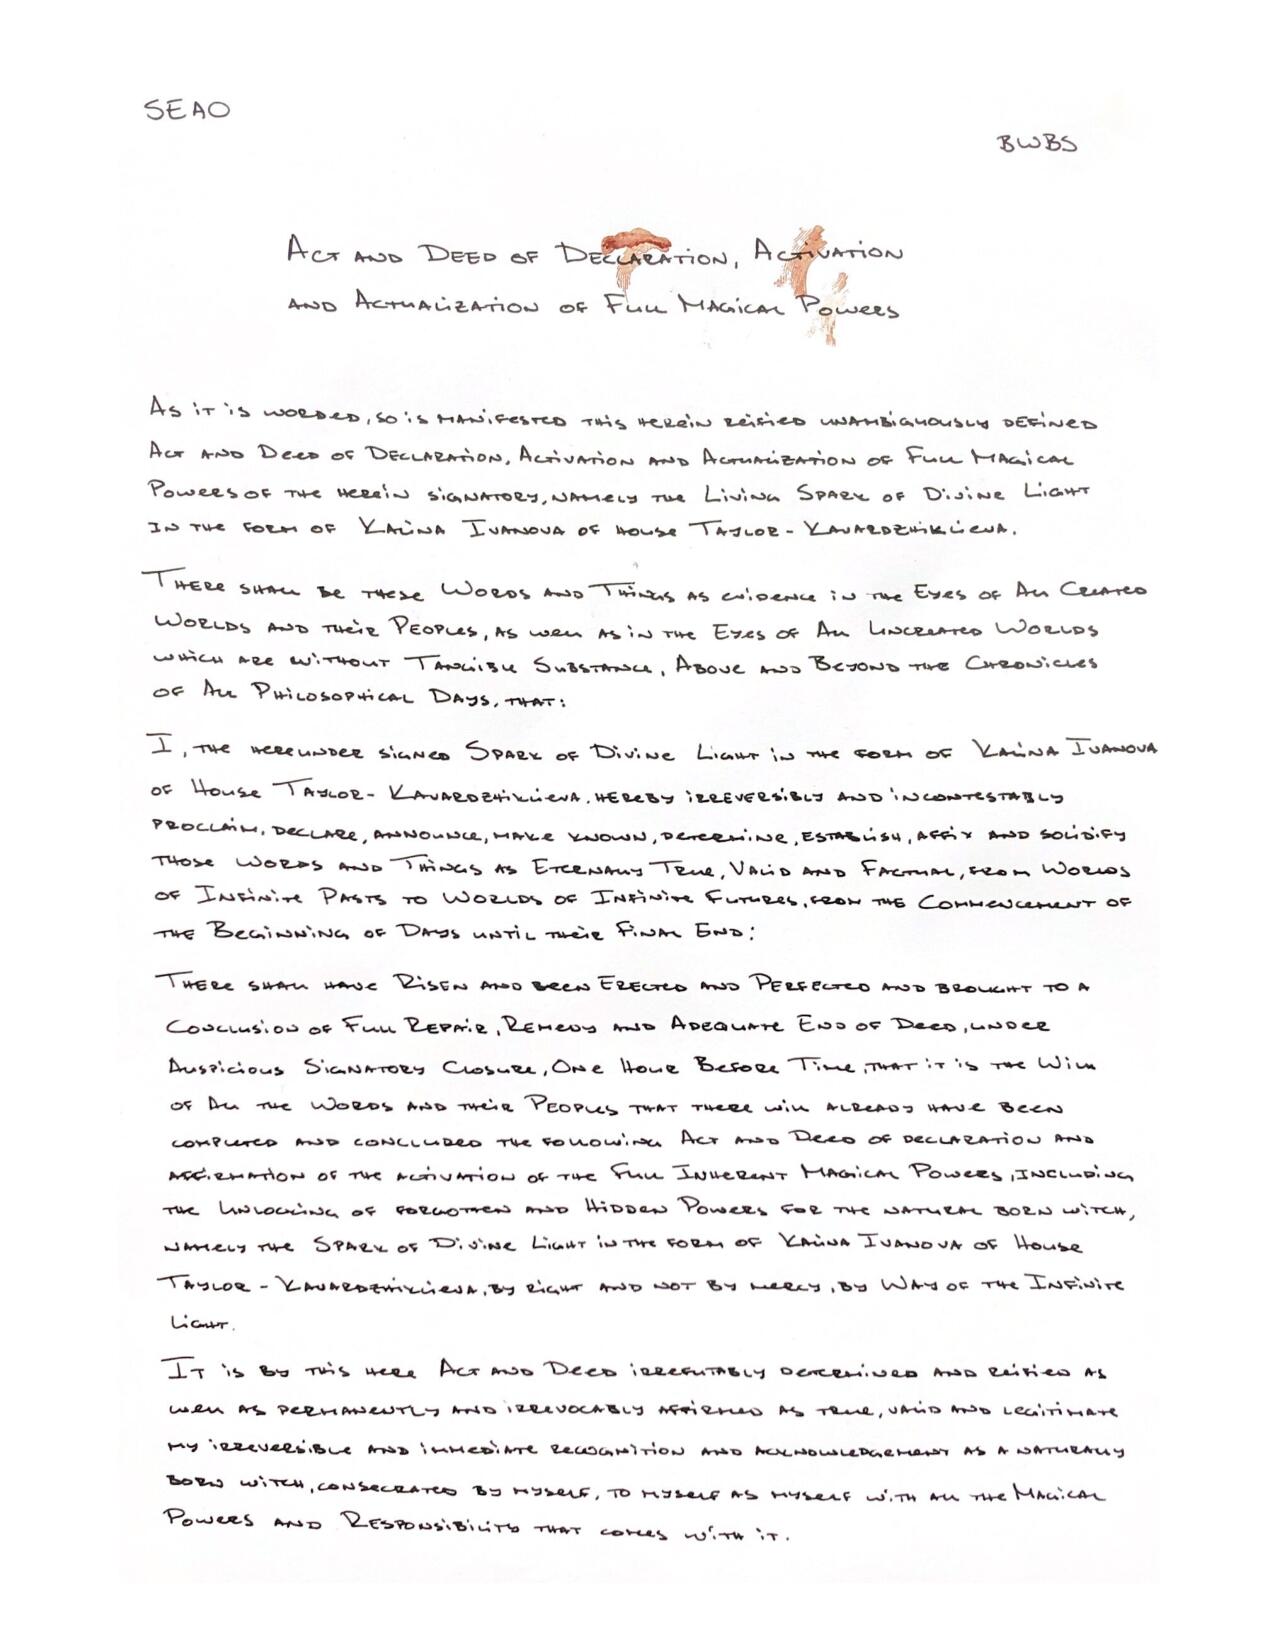 SEAO
BWBS
Act and Deed of Declaration, Activation
and Actualization of Full Magical Powers
As it is worded, so is manifested this herein reified unambiguously defined
Act and Deed of Declaration, Activation and Actualization of Full Magical
Powers of the herein signatory, namely the Living Spark of Divine Light
in the form of Kalina Ivanova of House Taylor-Kavardzhiklieva.
There shall be these Words and Things as evidence in the Eyes of All Created
Worlds and their Peoples, as well as in the Eyes of All Uncreated Worlds
which are without Tangible Substance, Above and Beyond the Chronicles
of All Philosophical Days, that:
I, the hereunder signed Spark of Divine Light in the form of Kalina Ivanova
of House Taylor-Kavardzhiklieva, hereby irreversibly and incontestably
proclaim, declare, announce, make known, determine, establish, affix and solidify
those Words and Things as Eternally True, Valid and Factual, from Worlds
of Infinite Pasts to Worlds of Infinite Futures, from the Commencement of
the Beginning of Days until their Final End:
There shall have Risen and been Erected and Perfected and brought to a
Conclusion of Full Repair, Remedy and Adequate End of Deed, under
Auspicious Signatory Closure, One Hour Before Time, that it is the Will
of All the Words and their Peoples that there will already have been
completed and concluded the following Act and Deed of declaration and
affirmation of the activation of the Full Inherent Magical Powers, including
the Unlocking of forgotten and Hidden Powers for the natural born witch,
namely the Spark of Divine Light in the form of Kalina Ivanova of House
Taylor-Kavardzhiklieva, by right and not by mercy, by Way of the Infinite
Light.
It is by this here Act and Deed irrefutably determined and reified as
well as permanently and irrevocably affirmed as true, valid and legitimate
my irreversible and immediate recognition and acknowledgement as a naturally
born witch, consecrated by myself, to myself as myself with all the Magical
Powers and Responsibility that comes with it.